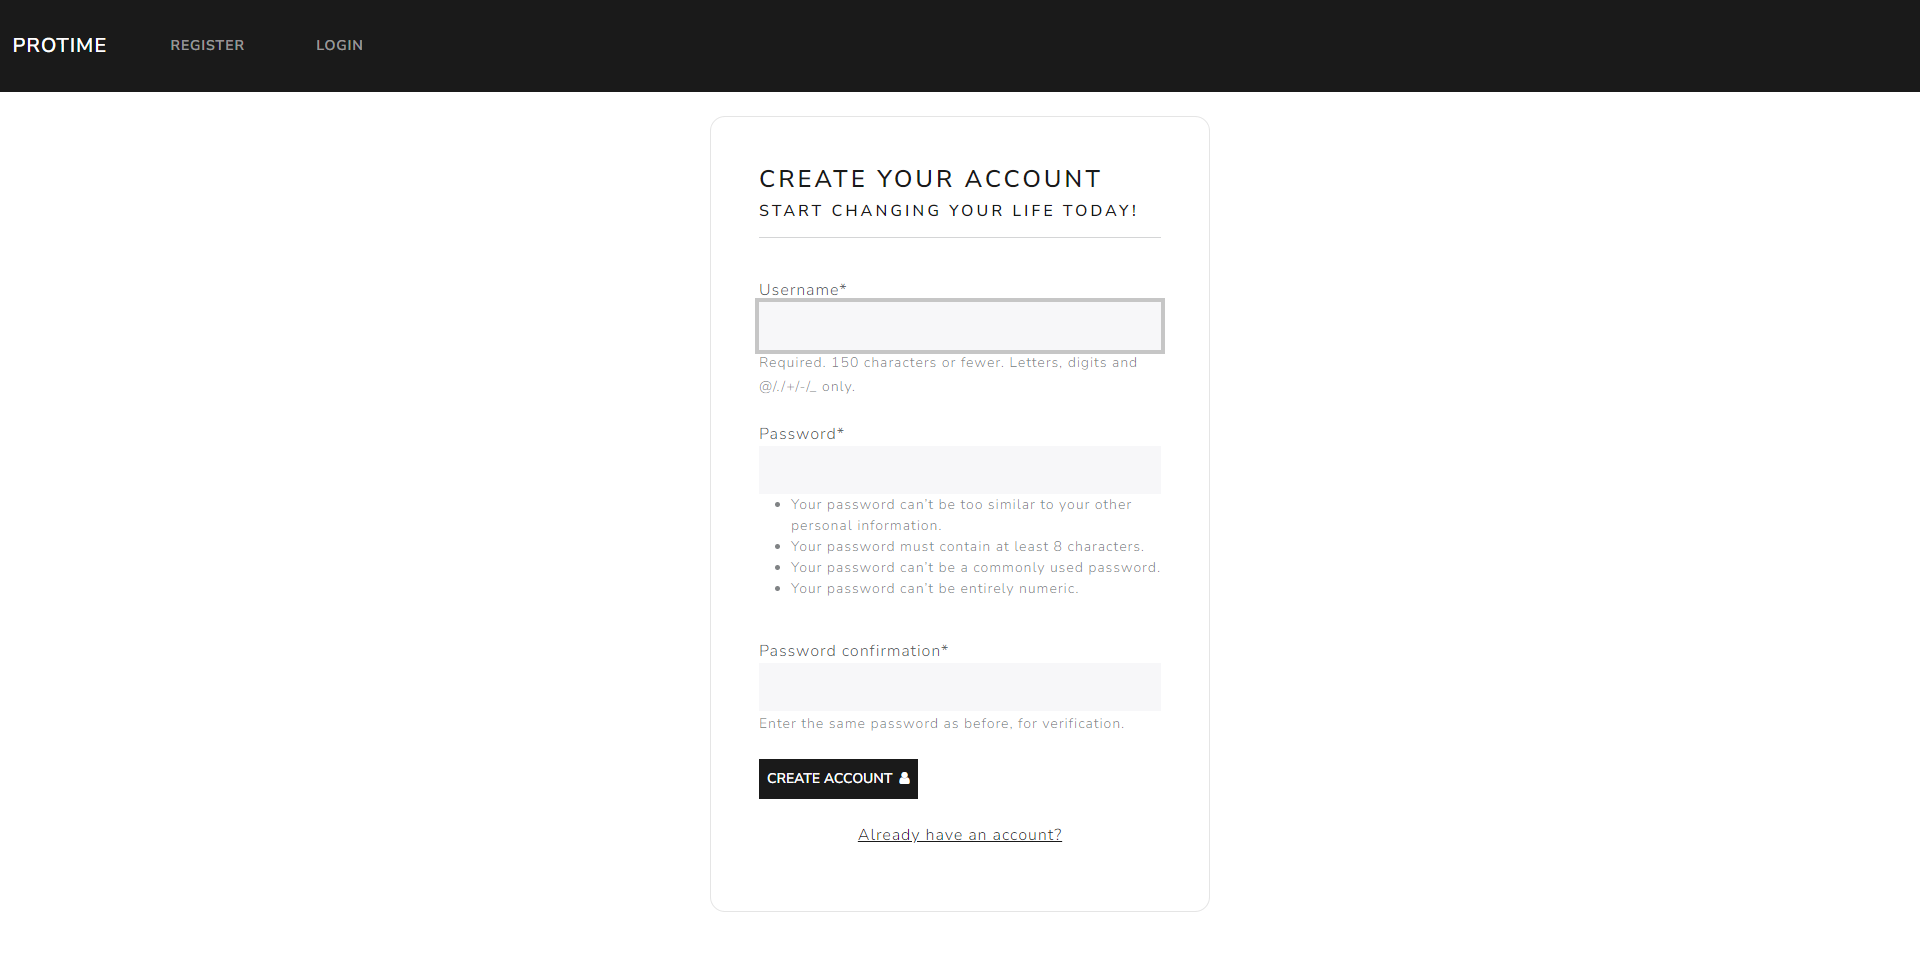 PROTIME
REGISTER
LOGIN
CREATE YOUR ACCOUNT
START CHANGING YOUR LIFE TODAY!
Username*
Required. 150 characters or fewer. Letters, digits and
@/./+/-/_ only.
Password*
Your password can't be too similar to your other
personal information.
Your password must contain at least 8 characters.
Your password can't be a commonly used password.
Your password can't be entirely numeric.
Password confirmation*
Enter the same password as before, for verification.
CREATE ACCOUNT
Already have an account?